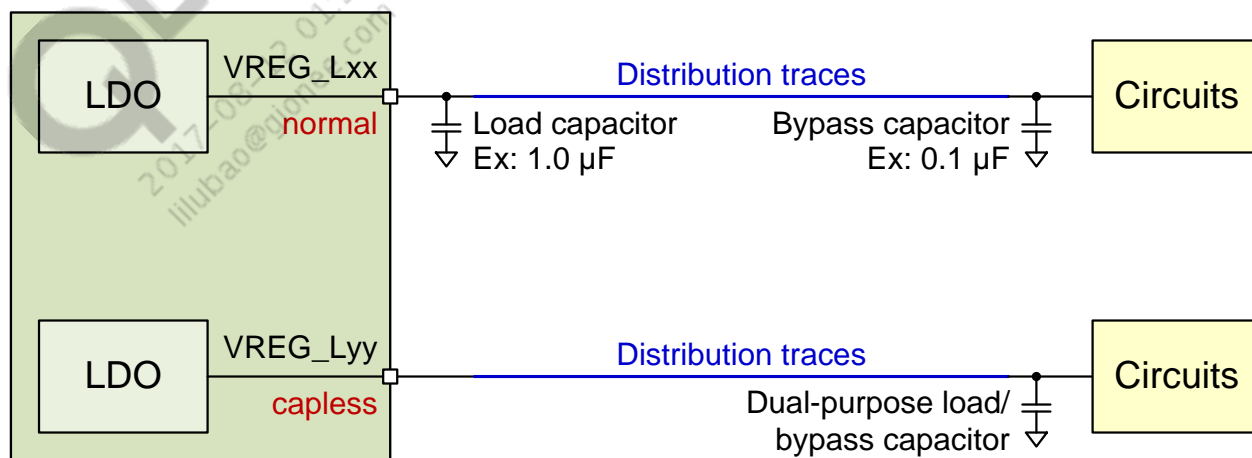 LDO
VREG_Lxx
normal
Distribution traces
Load capacitor
Ex: 1.0 µF
Bypass capacitor
Ex: 0.1 µF
Circuits
LDO
VREG_Lyy
capless
Distribution traces
Dual-purpose load/
bypass capacitor
Circuits